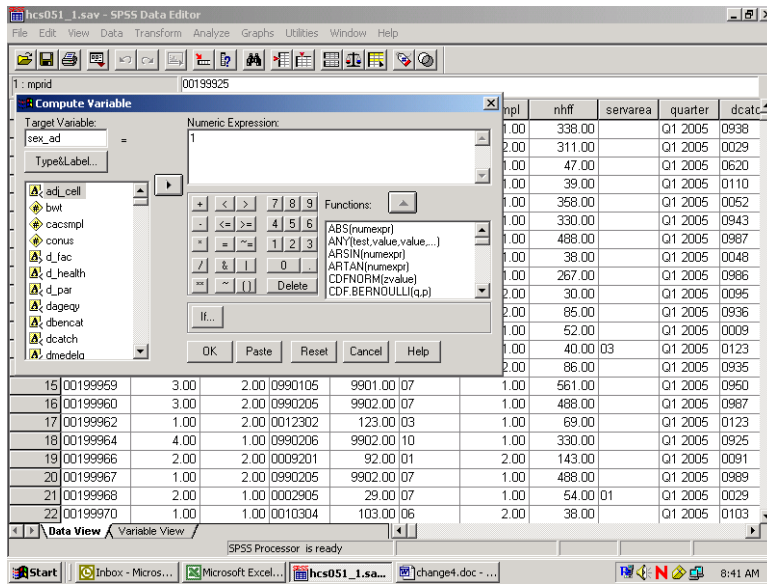 hcs051_1.sav - SPSS Data Editor
File Edit View Data Transform Analyze Graphs Utilities Window Help
1 : mprid 00199925
Compute Variable
Target Variable:
sex_ad =
Type&Label...
Numeric Expression:
1
adj_cell
bwt
cacsmpl
conus
d_fac
d_health
d_par
dageqy
dbencat
dcatch
dmedelg
+ < > 7 8 9
- <= >= 4 5 6
* = ~= 1 2 3
/ & | 0 .
** ~ () Delete
Functions:
ABS(numexpr)
ANY(test,value,value,...)
ARSIN(numexpr)
ARTAN(numexpr)
CDFNORM(zvalue)
CDF.BERNOULLI(q,p)
If...
OK Paste Reset Cancel Help
mpl nhff servarea quarter dcatc
1.00 338.00 Q1 2005 0938
2.00 311.00 Q1 2005 0029
1.00 47.00 Q1 2005 0620
1.00 39.00 Q1 2005 0110
1.00 358.00 Q1 2005 0052
1.00 330.00 Q1 2005 0943
1.00 488.00 Q1 2005 0987
1.00 38.00 Q1 2005 0048
1.00 267.00 Q1 2005 0986
2.00 30.00 Q1 2005 0095
2.00 85.00 Q1 2005 0936
1.00 52.00 Q1 2005 0009
1.00 40.00 03 Q1 2005 0123
2.00 86.00 Q1 2005 0935
15 00199959 3.00 2.00 0990105 9901.00 07 1.00 561.00 Q1 2005 0950
16 00199960 3.00 2.00 0990205 9902.00 07 1.00 488.00 Q1 2005 0987
17 00199962 1.00 2.00 0012302 123.00 03 1.00 69.00 Q1 2005 0123
18 00199964 4.00 1.00 0990206 9902.00 10 1.00 330.00 Q1 2005 0925
19 00199966 2.00 2.00 0009201 92.00 01 2.00 143.00 Q1 2005 0091
20 00199967 1.00 2.00 0990205 9902.00 07 1.00 488.00 Q1 2005 0989
21 00199968 2.00 1.00 0002905 29.00 07 1.00 54.00 01 Q1 2005 0029
22 00199970 1.00 1.00 0010304 103.00 06 2.00 38.00 Q1 2005 0103
Data View Variable View
SPSS Processor is ready
Start Inbox - Micros... Microsoft Excel... hcs051_1.sa... change4.doc - ... 8:41 AM